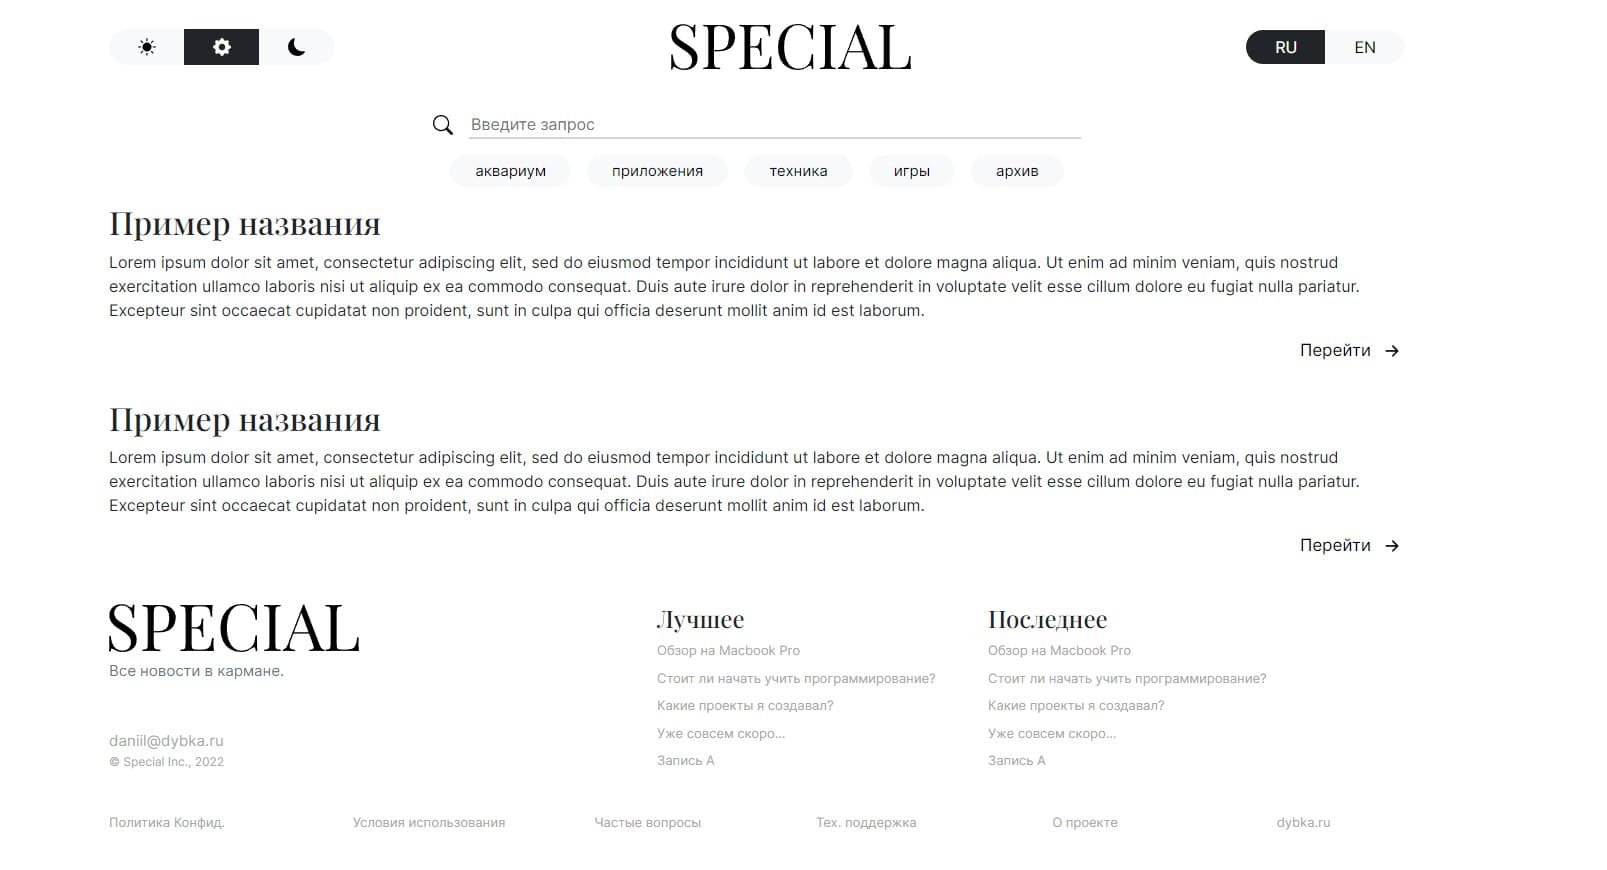 SPECIAL
RU EN
Введите запрос
аквариум приложения техника игры архив
Пример названия
Lorem ipsum dolor sit amet, consectetur adipiscing elit, sed do eiusmod tempor incididunt ut labore et dolore magna aliqua. Ut enim ad minim veniam, quis nostrud
exercitation ullamco laboris nisi ut aliquip ex ea commodo consequat. Duis aute irure dolor in reprehenderit in voluptate velit esse cillum dolore eu fugiat nulla pariatur.
Excepteur sint occaecat cupidatat non proident, sunt in culpa qui officia deserunt mollit anim id est laborum.
Перейти →
Пример названия
Lorem ipsum dolor sit amet, consectetur adipiscing elit, sed do eiusmod tempor incididunt ut labore et dolore magna aliqua. Ut enim ad minim veniam, quis nostrud
exercitation ullamco laboris nisi ut aliquip ex ea commodo consequat. Duis aute irure dolor in reprehenderit in voluptate velit esse cillum dolore eu fugiat nulla pariatur.
Excepteur sint occaecat cupidatat non proident, sunt in culpa qui officia deserunt mollit anim id est laborum.
Перейти →
SPECIAL
Все новости в кармане.
daniil@dybka.ru
© Special Inc., 2022
Лучшее
Обзор на Macbook Pro
Стоит ли начать учить программирование?
Какие проекты я создавал?
Уже совсем скоро...
Запись А
Последнее
Обзор на Macbook Pro
Стоит ли начать учить программирование?
Какие проекты я создавал?
Уже совсем скоро...
Запись А
Политика Конфид. Условия использования Частые вопросы Тех. поддержка О проекте dybka.ru